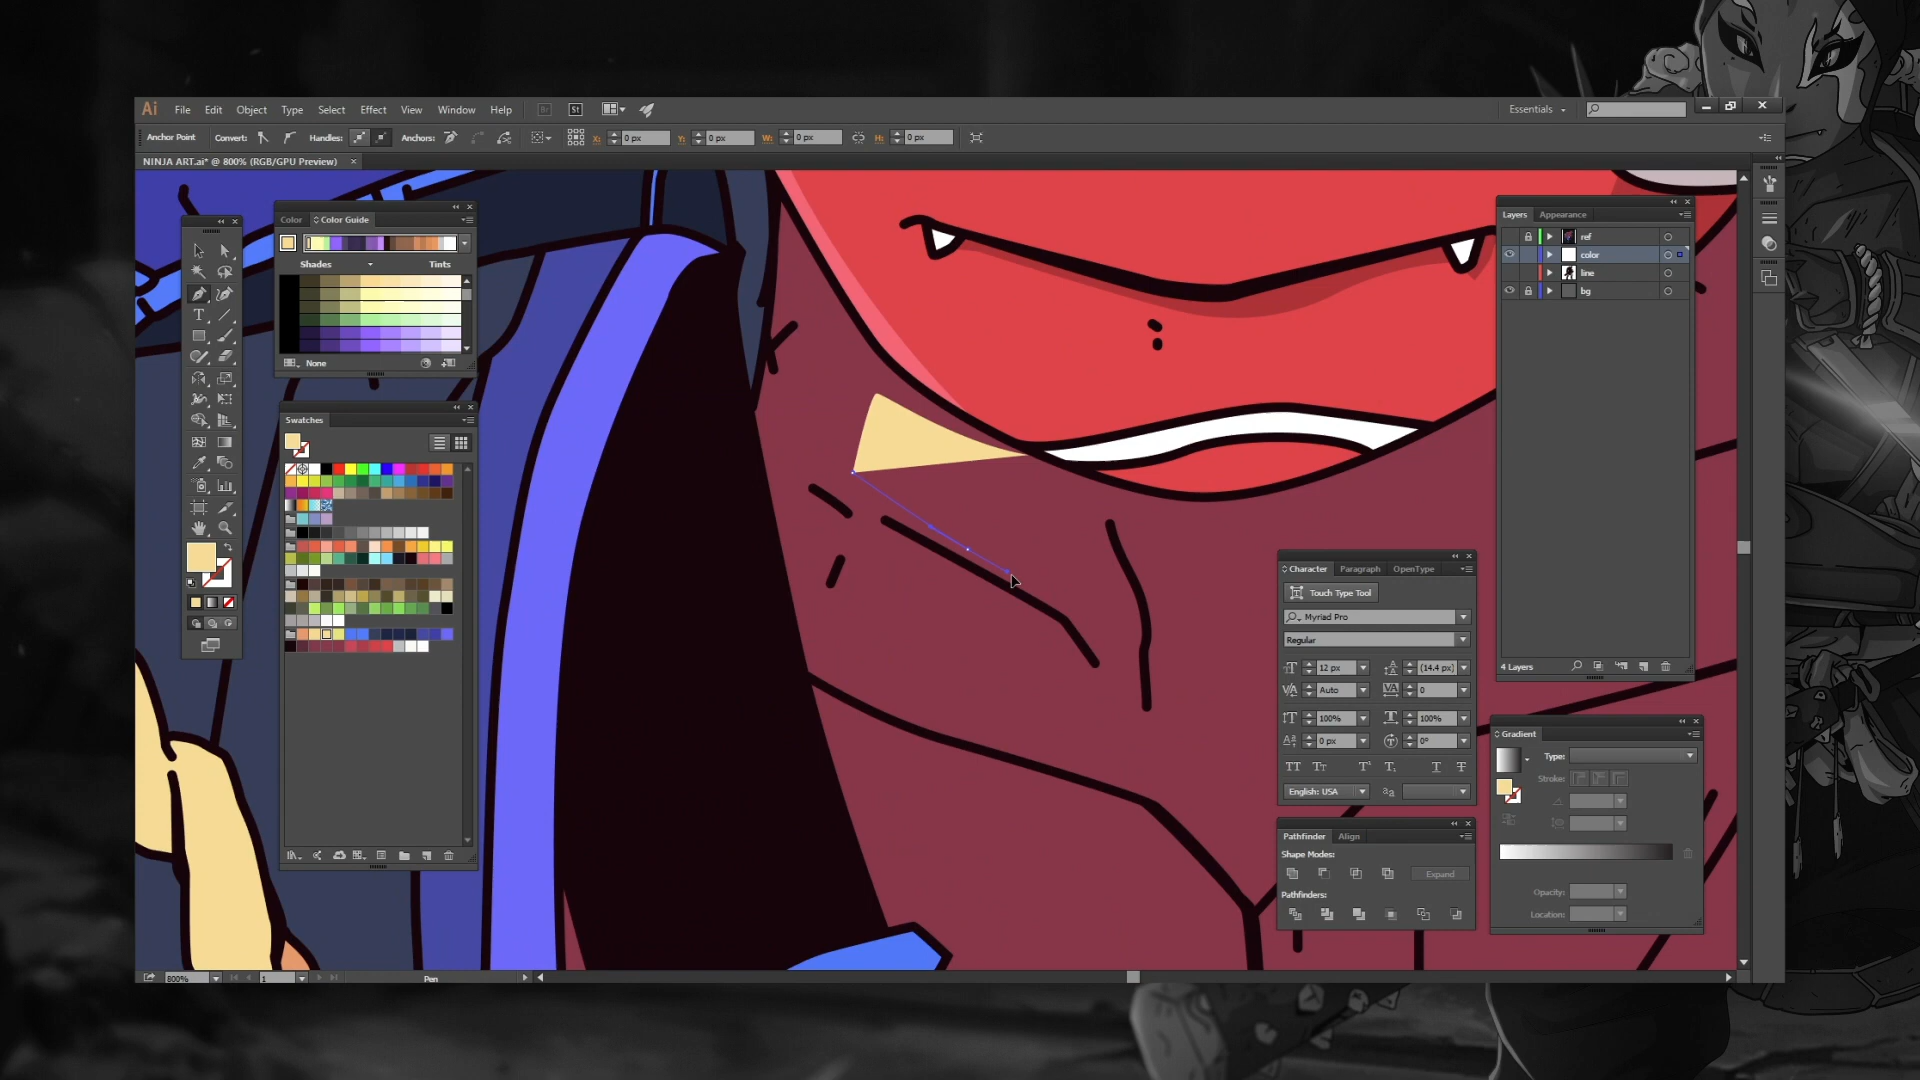 Ai File Edit Object Type Select Effect View Window Help Br St Essentials
Anchor Point Convert: Handles: Anchors: X: 0 px Y: 0 px W: 0 px H: 0 px
NINJA ART.ai* @ 800% (RGB/GPU Preview)
Color Color Guide
Shades Tints
None
Swatches
Layers Appearance
ref
color
line
bg
4 Layers
Character Paragraph OpenType
Touch Type Tool
Myriad Pro
Regular
12 px (14.4 px)
Auto 0
100% 100%
0 px 0°
English: USA
Pathfinder Align
Shape Modes:
Expand
Pathfinders:
Gradient
Type:
Stroke:
Opacity:
Location:
800% 1 Pen